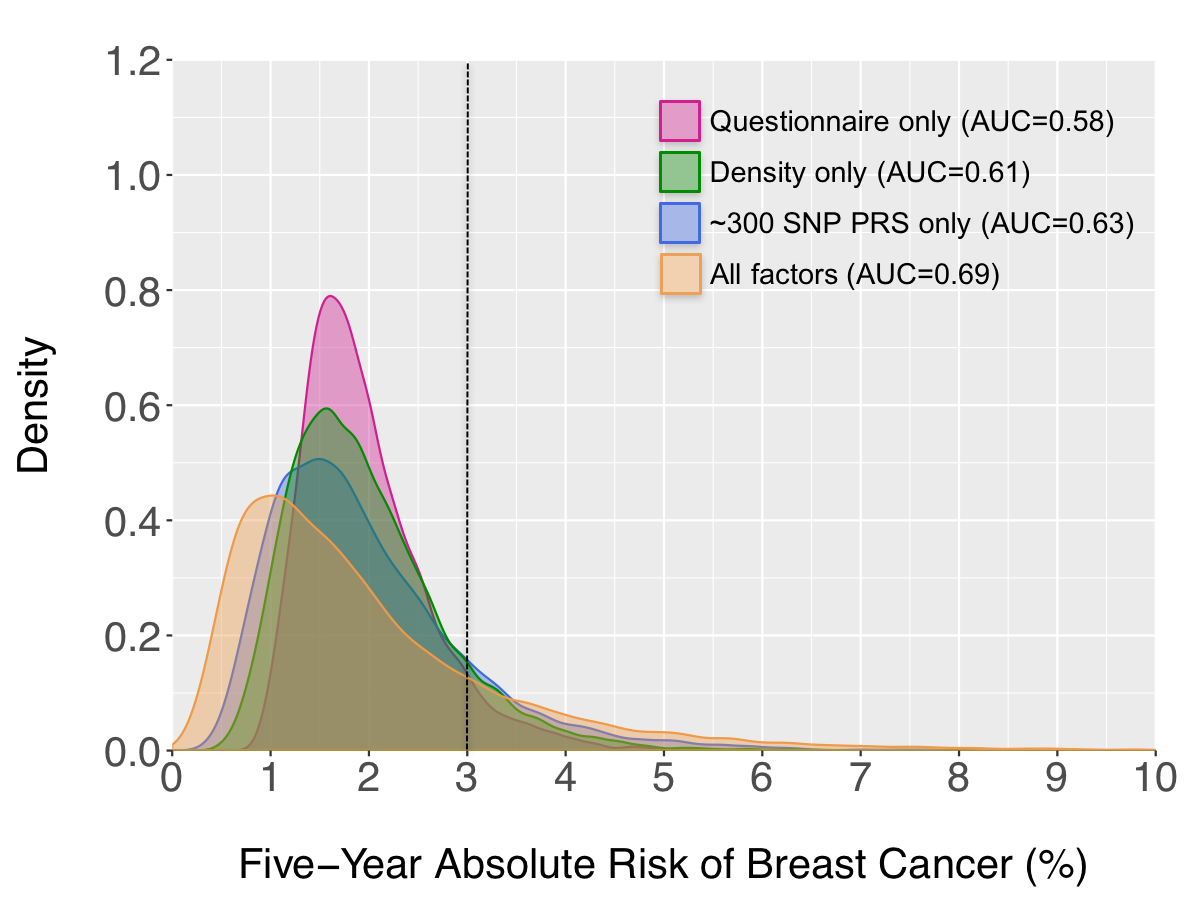 1.2
1.0
0.8
0.6
0.4
0.2
0.0
Density
Questionnaire only (AUC=0.58)
Density only (AUC=0.61)
~300 SNP PRS only (AUC=0.63)
All factors (AUC=0.69)
0 1 2 3 4 5 6 7 8 9 10
Five−Year Absolute Risk of Breast Cancer (%)